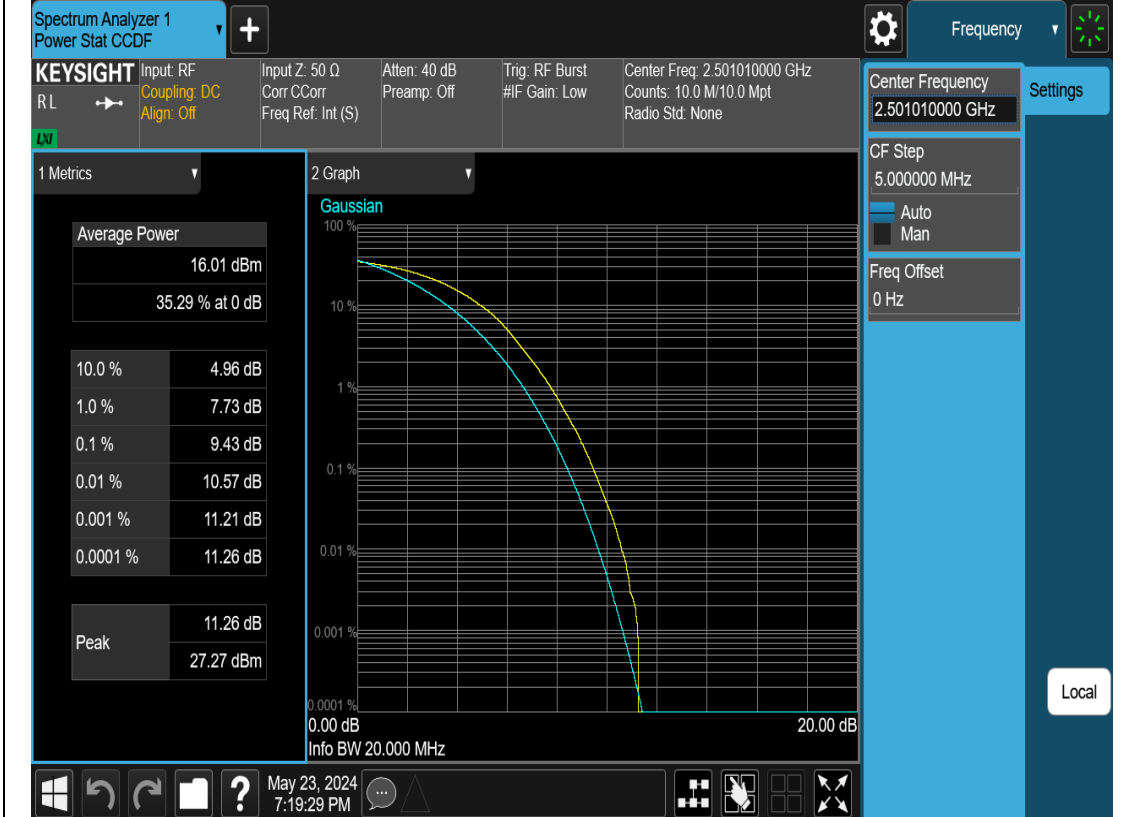 Spectrum Analyzer 1
Power Stat CCDF
Frequency
KEYSIGHT
RL
LXI
Input: RF
Coupling: DC
Align: Off
Input Z: 50 Ω
Corr CCorr
Freq Ref: Int (S)
Atten: 40 dB
Preamp: Off
Trig: RF Burst
#IF Gain: Low
Center Freq: 2.501010000 GHz
Counts: 10.0 M/10.0 Mpt
Radio Std: None
Center Frequency
2.501010000 GHz
Settings
CF Step
5.000000 MHz
Auto
Man
Freq Offset
0 Hz
Local
1 Metrics
Average Power
16.01 dBm
35.29 % at 0 dB
10.0 % 4.96 dB
1.0 % 7.73 dB
0.1 % 9.43 dB
0.01 % 10.57 dB
0.001 % 11.21 dB
0.0001 % 11.26 dB
Peak
11.26 dB
27.27 dBm
2 Graph
Gaussian
100 %
10 %
1 %
0.1 %
0.01 %
0.001 %
0.0001 %
0.00 dB 20.00 dB
Info BW 20.000 MHz
?
May 23, 2024
7:19:29 PM